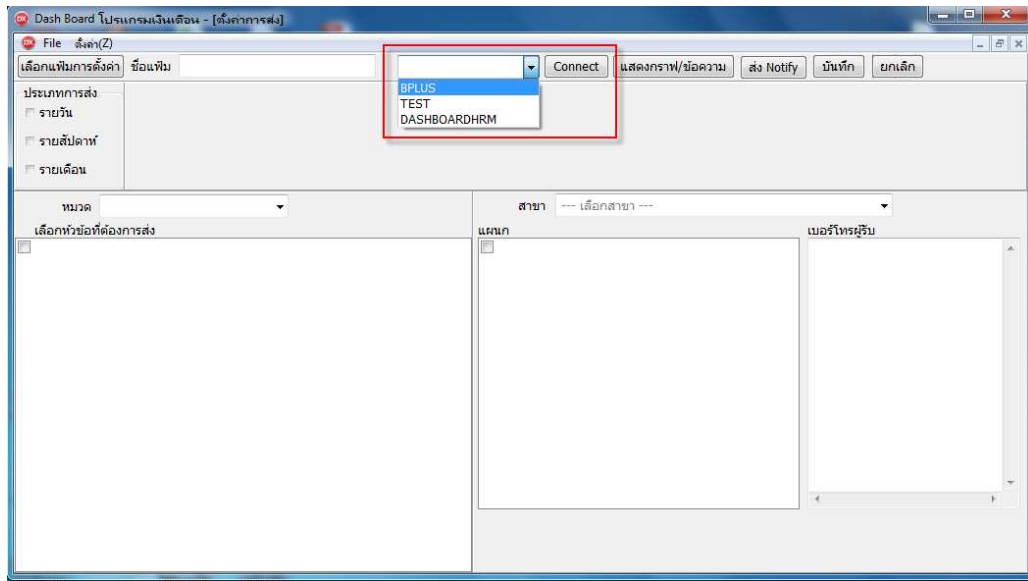 Dash Board โปรแกรมเงินเดือน - [ตั้งค่าการส่ง]
File ตั้งค่า(Z)
เลือกแฟ้มการตั้งค่า ชื่อแฟ้ม Connect แสดงกราฟ/ข้อความ ส่ง Notify บันทึก ยกเลิก
BPLUS
TEST
DASHBOARDHRM
ประเภทการส่ง
รายวัน
รายสัปดาห์
รายเดือน
หมวด สาขา --- เลือกสาขา ---
เลือกหัวข้อที่ต้องการส่ง แผนก เบอร์โทรผู้รับ